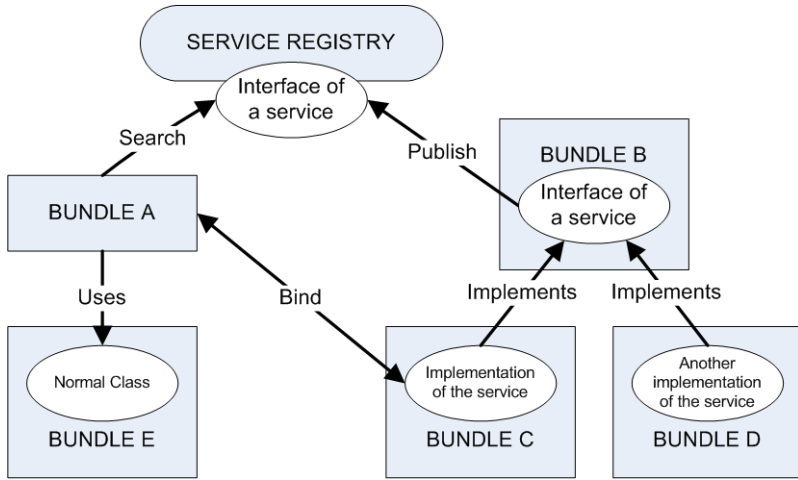 SERVICE REGISTRY
Interface of
a service
Search
Publish
BUNDLE B
Interface of
a service
BUNDLE A
Uses
Bind
Implements
Implements
Normal Class
BUNDLE E
Implementation
of the service
BUNDLE C
Another
implementation
of the service
BUNDLE D